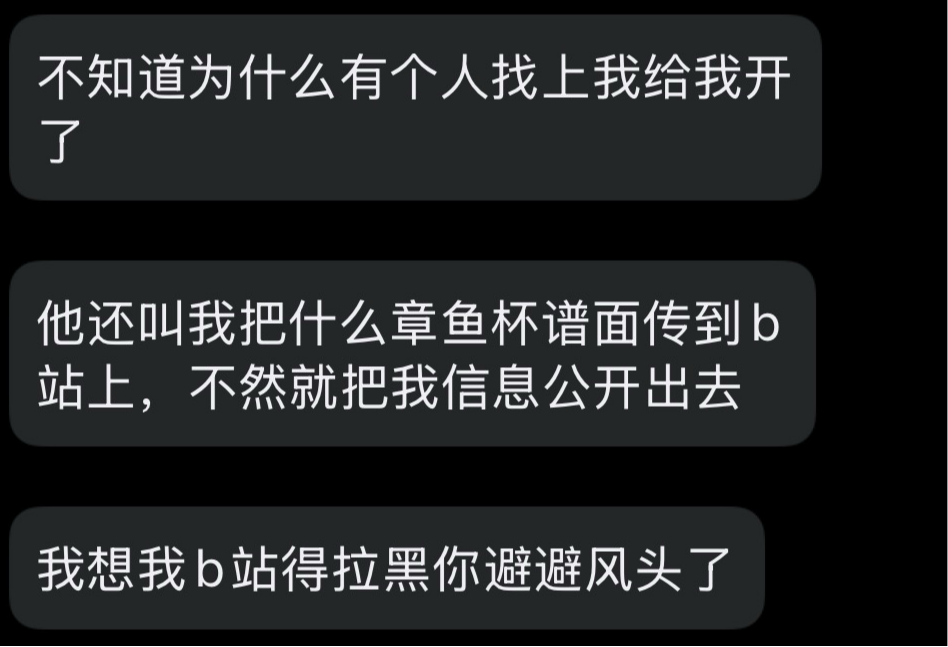 不知道为什么有个人找上我给我开
了
他还叫我把什么章鱼杯谱面传到b
站上，不然就把我信息公开出去
我想我b站得拉黑你避避风头了